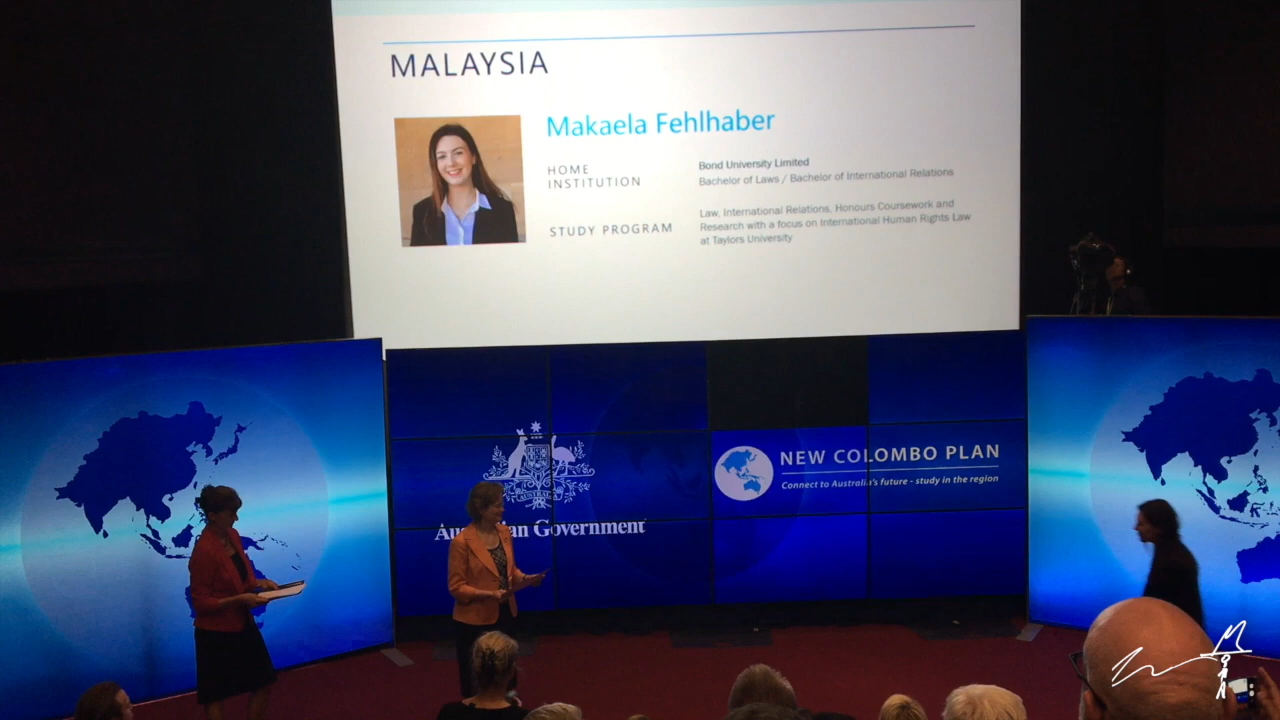 MALAYSIA
Makaela Fehlhaber
HOME
INSTITUTION
Bond University Limited
Bachelor of Laws / Bachelor of International Relations
STUDY PROGRAM
Law, International Relations, Honours Coursework and
Research with a focus on International Human Rights Law
at Taylors University
AUSTRALIA
Australian Government
NEW COLOMBO PLAN
Connect to Australia's future - study in the region